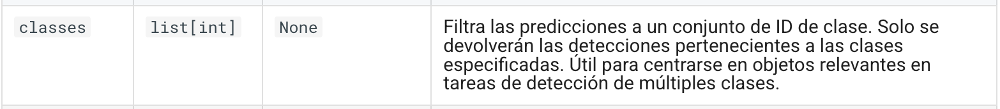 classes list[int] None Filtra las predicciones a un conjunto de ID de clase. Solo se
devolverán las detecciones pertenecientes a las clases
especificadas. Útil para centrarse en objetos relevantes en
tareas de detección de múltiples clases.